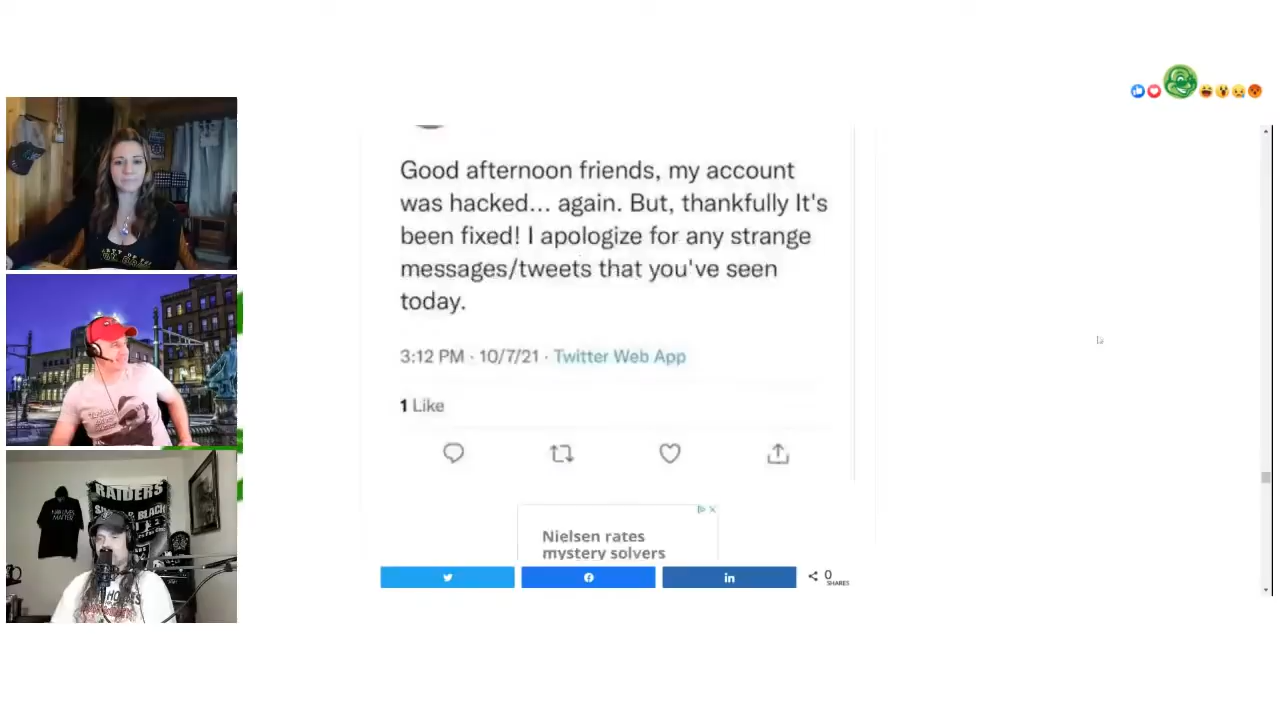 Good afternoon friends, my account
was hacked... again. But, thankfully It's
been fixed! I apologize for any strange
messages/tweets that you've seen
today.
3:12 PM · 10/7/21 · Twitter Web App
1 Like
Nielsen rates
mystery solvers
0
SHARES
RAIDERS
MATTER